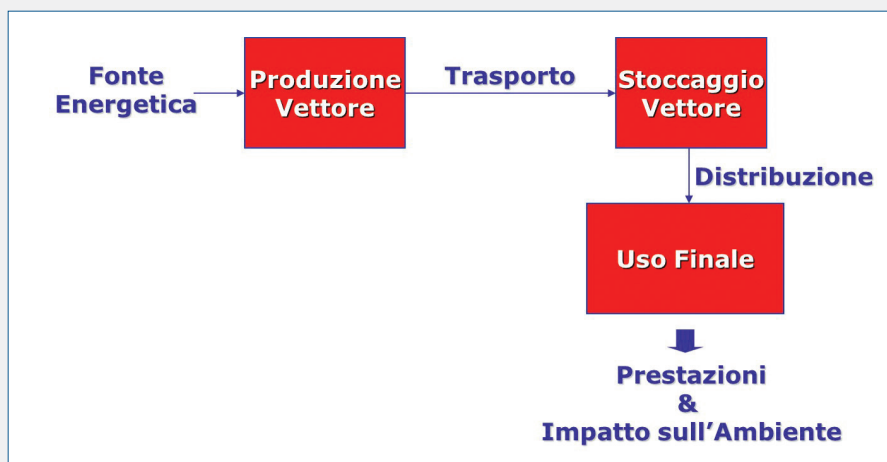 Fonte
Energetica
Produzione
Vettore
Trasporto
Stoccaggio
Vettore
Distribuzione
Uso Finale
Prestazioni
&
Impatto sull'Ambiente